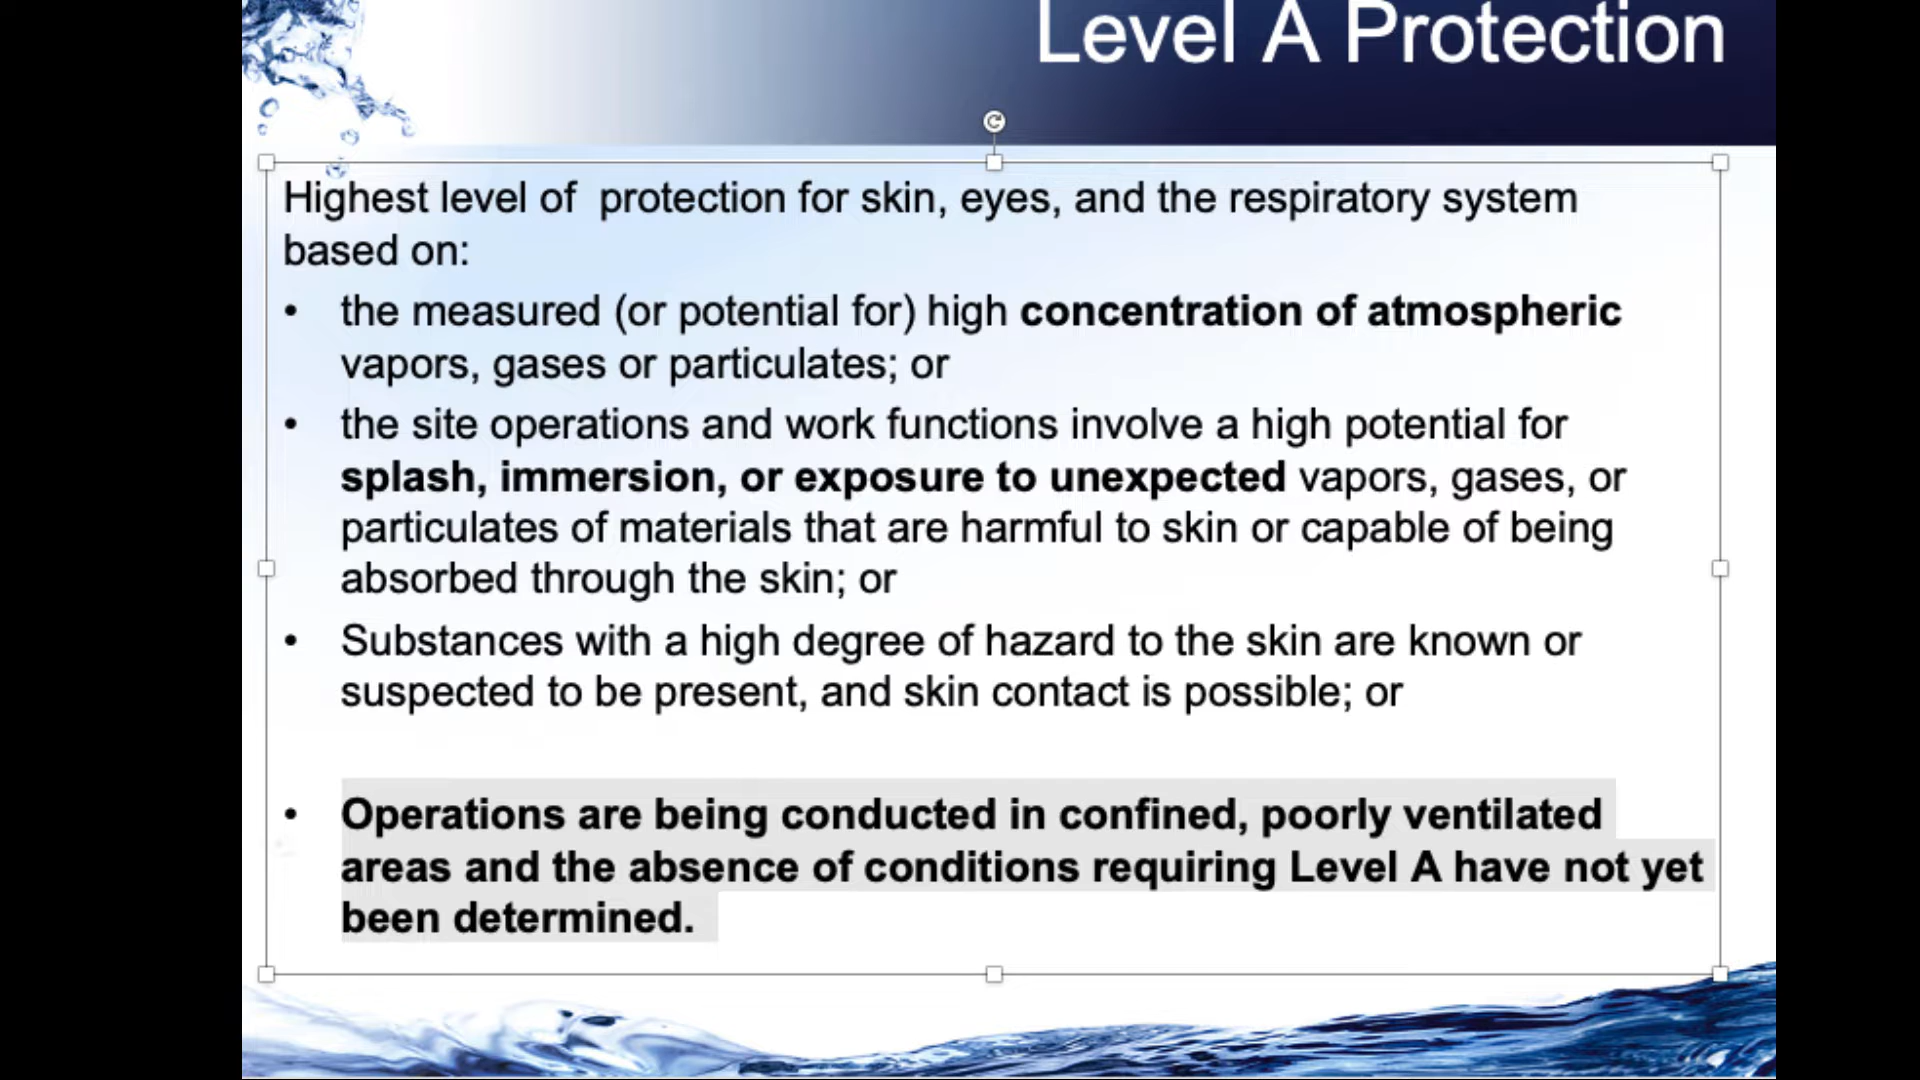 Level A Protection
Highest level of  protection for skin, eyes, and the respiratory system
based on:
• the measured (or potential for) high concentration of atmospheric
vapors, gases or particulates; or
• the site operations and work functions involve a high potential for
splash, immersion, or exposure to unexpected vapors, gases, or
particulates of materials that are harmful to skin or capable of being
absorbed through the skin; or
• Substances with a high degree of hazard to the skin are known or
suspected to be present, and skin contact is possible; or
• Operations are being conducted in confined, poorly ventilated
areas and the absence of conditions requiring Level A have not yet
been determined.